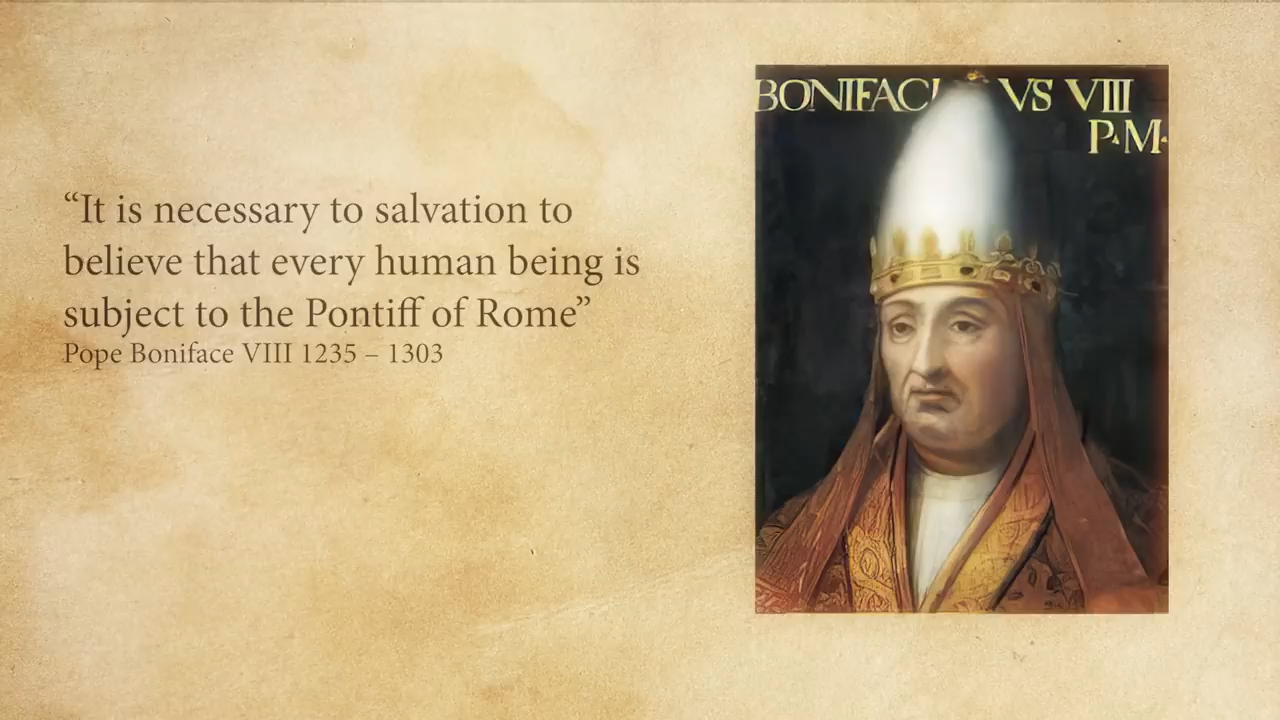 “It is necessary to salvation to
believe that every human being is
subject to the Pontiff of Rome”
Pope Boniface VIII 1235 – 1303
BONIFACI VS VIII
P·M·